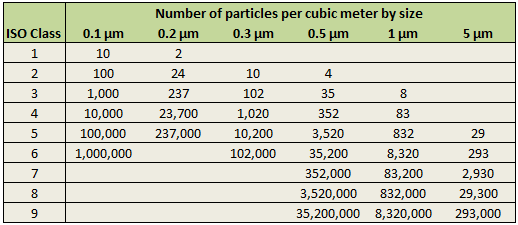 Number of particles per cubic meter by size
ISO Class 0.1 µm 0.2 µm 0.3 µm 0.5 µm 1 µm 5 µm
1 10 2
2 100 24 10 4
3 1,000 237 102 35 8
4 10,000 23,700 1,020 352 83
5 100,000 237,000 10,200 3,520 832 29
6 1,000,000 102,000 35,200 8,320 293
7 352,000 83,200 2,930
8 3,520,000 832,000 29,300
9 35,200,000 8,320,000 293,000